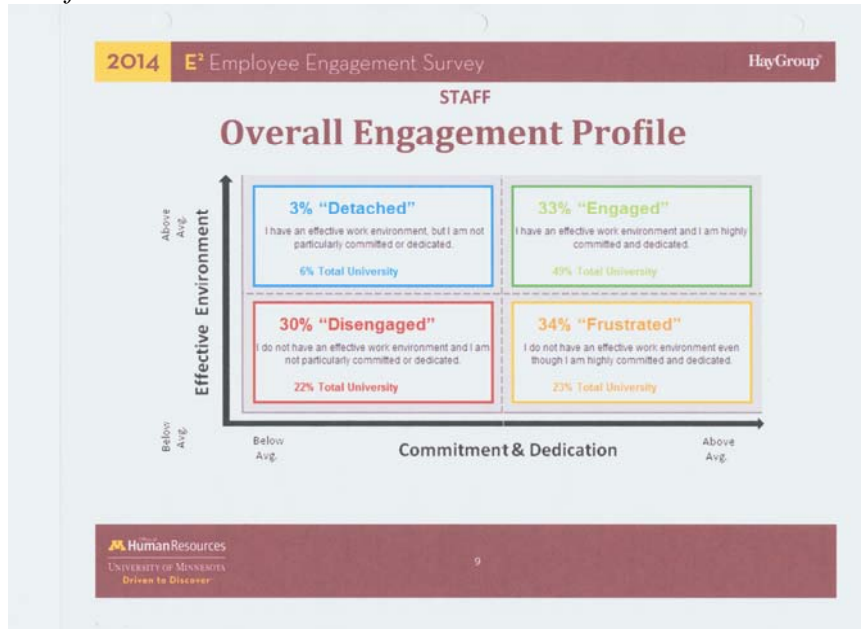 2014 E² Employee Engagement Survey HayGroup®
STAFF
Overall Engagement Profile
Above
Avg.
Effective Environment
Below
Avg.
3% “Detached”
I have an effective work environment, but I am not
particularly committed or dedicated.
6% Total University
33% “Engaged”
I have an effective work environment and I am highly
committed and dedicated.
49% Total University
30% “Disengaged”
I do not have an effective work environment and I am
not particularly committed or dedicated.
22% Total University
34% “Frustrated”
I do not have an effective work environment even
though I am highly committed and dedicated.
23% Total University
Below
Avg.
Commitment & Dedication
Above
Avg.
Human Resources
UNIVERSITY OF MINNESOTA
Driven to Discover
9